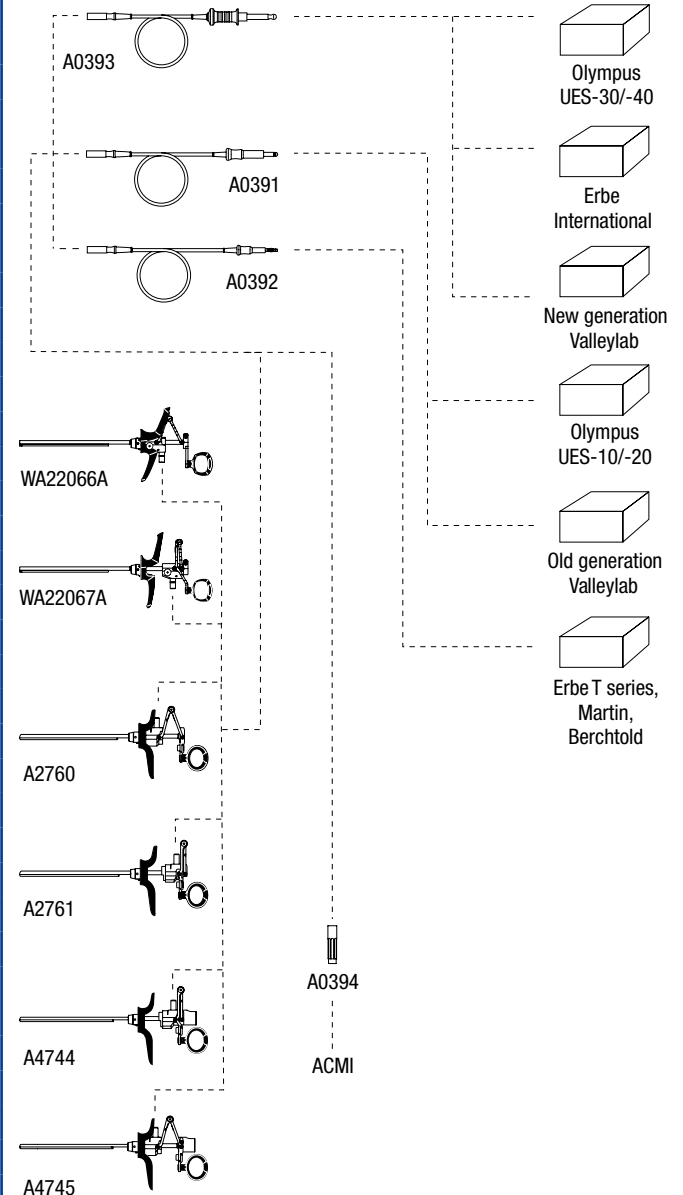 A0393
Olympus
UES-30/-40
A0391
Erbe
International
A0392
New generation
Valleylab
Olympus
UES-10/-20
WA22066A
Old generation
Valleylab
WA22067A
Erbe T series,
Martin,
Berchtold
A2760
A2761
A0394
A4744
ACMI
A4745